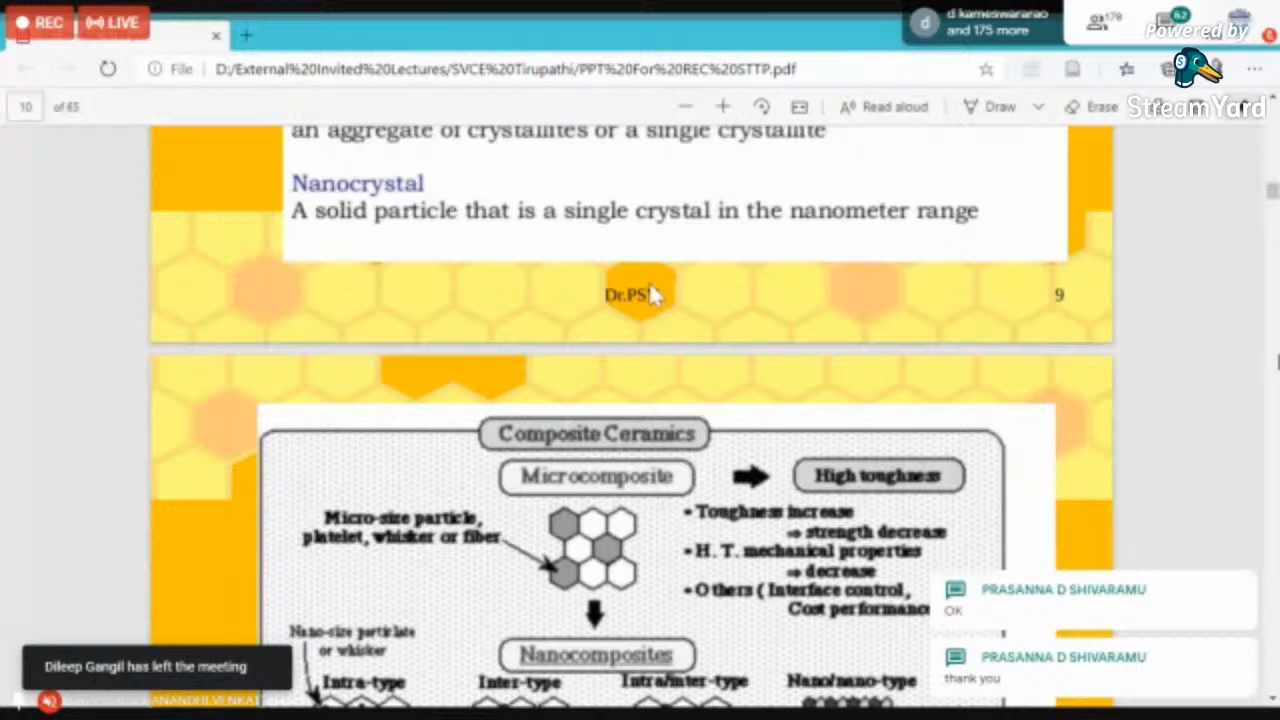 REC
LIVE
d kameswararao
and 175 more
178
62
Powered by
StreamYard
File
D:/External%20Invited%20Lectures/SVCE%20Tirupathi/PPT%20For%20REC%20STTP.pdf
10
of 65
Read aloud
Draw
Erase
an aggregate of crystallites or a single crystallite
Nanocrystal
A solid particle that is a single crystal in the nanometer range
Dr.PS
9
Composite Ceramics
Microcomposite
High toughness
Micro-size particle,
platelet, whisker or fiber
• Toughness increase
⇒ strength decrease
• H. T. mechanical properties
⇒ decrease
• Others ( Interface control,
Cost performance
Nano-size particlate
or whisker
Nanocomposites
Intra-type
Inter-type
Intra/inter-type
Nano/nano-type
PRASANNA D SHIVARAMU
OK
PRASANNA D SHIVARAMU
thank you
Dileep Gangil has left the meeting